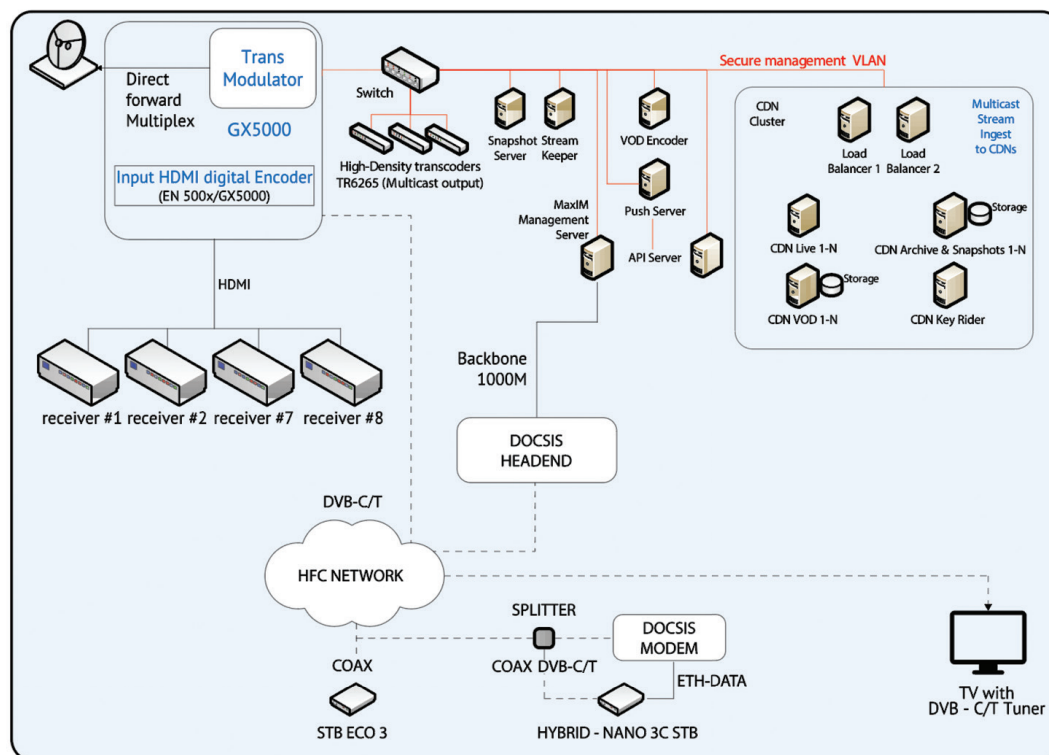 Trans
Modulator
GX5000
Direct
forward
Multiplex
Input HDMI digital Encoder
(EN 500x/GX5000)
HDMI
receiver #1
receiver #2
receiver #7
receiver #8
Switch
High-Density transcoders
TR6265 (Multicast output)
Snapshot
Server
Stream
Keeper
VOD Encoder
MaxIM
Management
Server
Push Server
API Server
Secure management VLAN
CDN
Cluster
Load
Balancer 1
Load
Balancer 2
Multicast
Stream
Ingest
to CDNs
CDN Live 1-N
Storage
CDN Archive & Snapshots 1-N
Storage
CDN VOD 1-N
CDN Key Rider
Backbone
1000M
DOCSIS
HEADEND
DVB-C/T
HFC NETWORK
SPLITTER
DOCSIS
MODEM
COAX
COAX DVB-C/T
ETH-DATA
STB ECO 3
HYBRID - NANO 3C STB
TV with
DVB - C/T Tuner